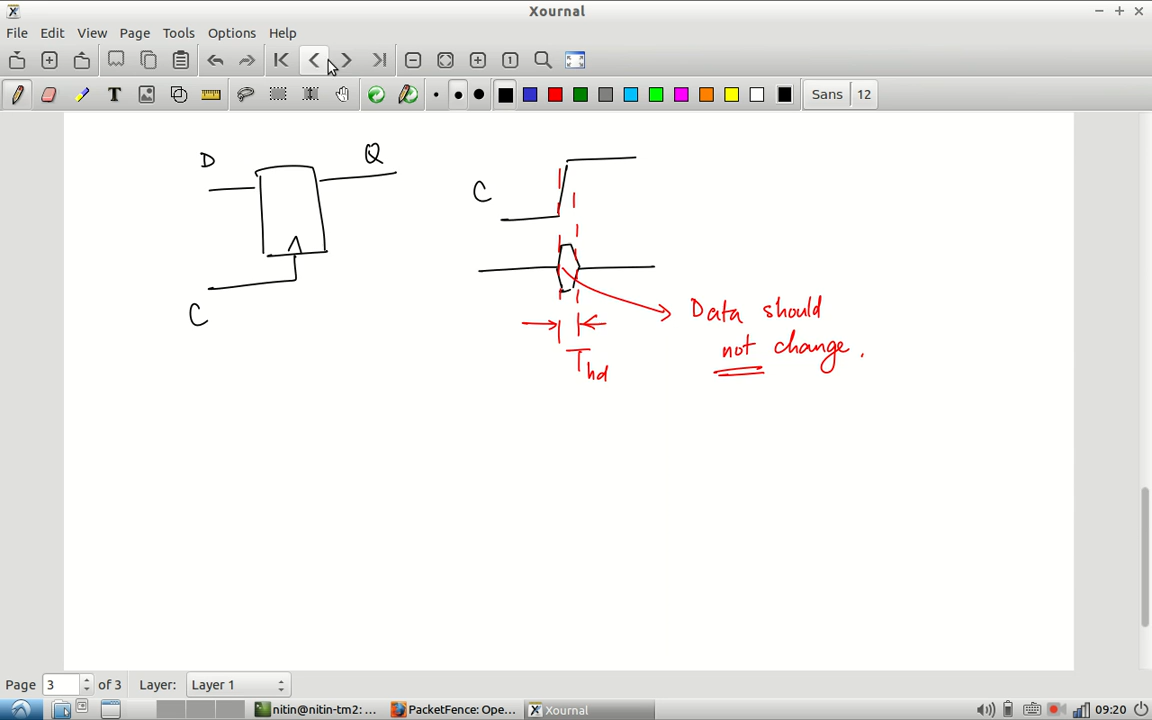 Xournal
File Edit View Page Tools Options Help
Sans 12
D
Q
C
C
Data should
not change.
Thd
Page 3 of 3 Layer: Layer 1
nitin@nitin-tm2: ... PacketFence: Ope... Xournal 09:20